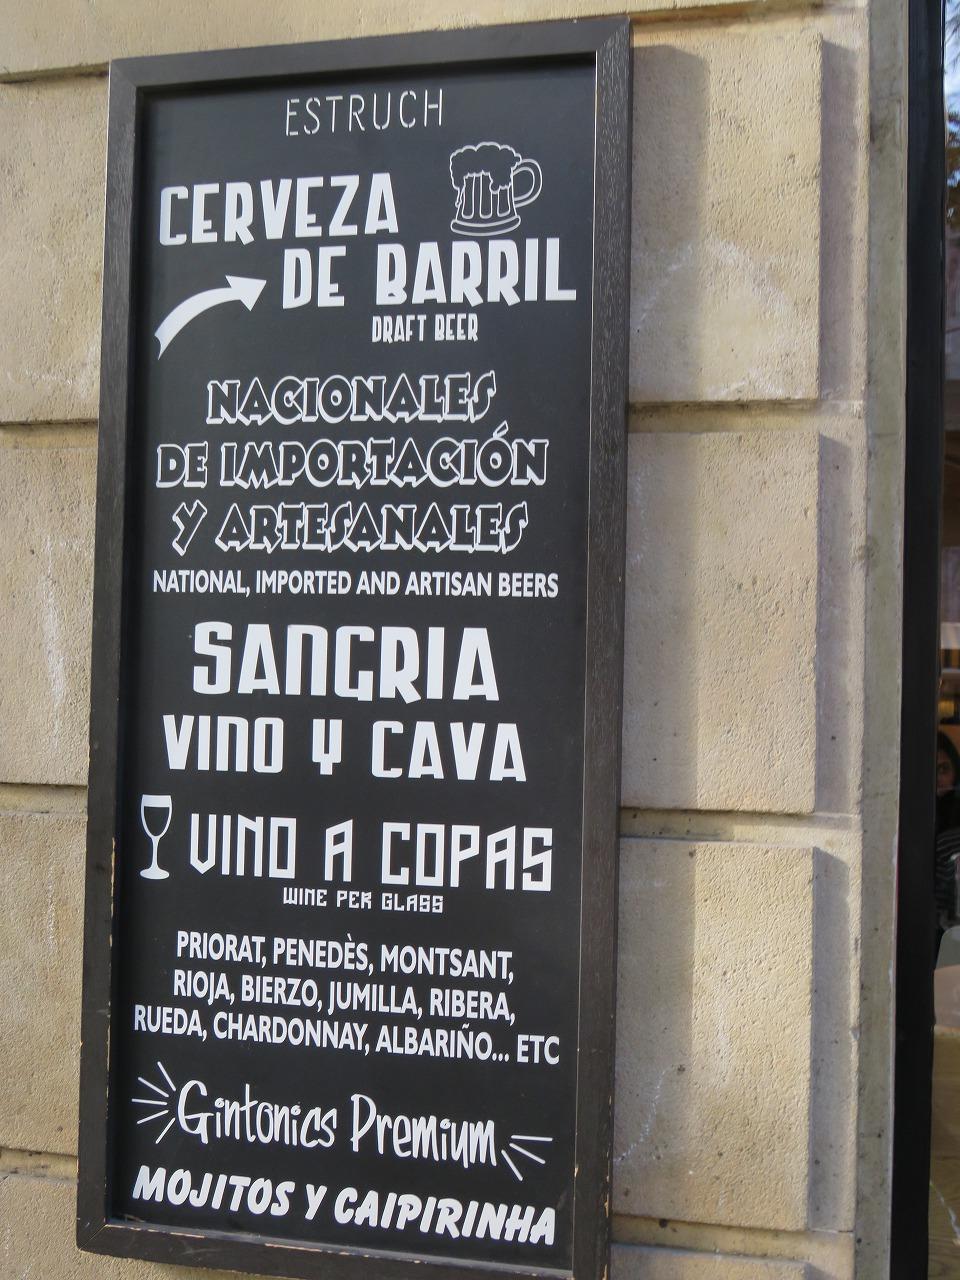 ESTRUCH
CERVEZA
DE BARRIL
DRAFT BEER
NACIONALES
DE IMPORTACIÓN
Y ARTESANALES
NATIONAL, IMPORTED AND ARTISAN BEERS
SANGRIA
VINO Y CAVA
VINO A COPAS
WINE PER GLASS
PRIORAT, PENEDÈS, MONTSANT,
RIOJA, BIERZO, JUMILLA, RIBERA,
RUEDA, CHARDONNAY, ALBARIÑO... ETC
Gintonics Premium
MOJITOS Y CAIPIRINHA